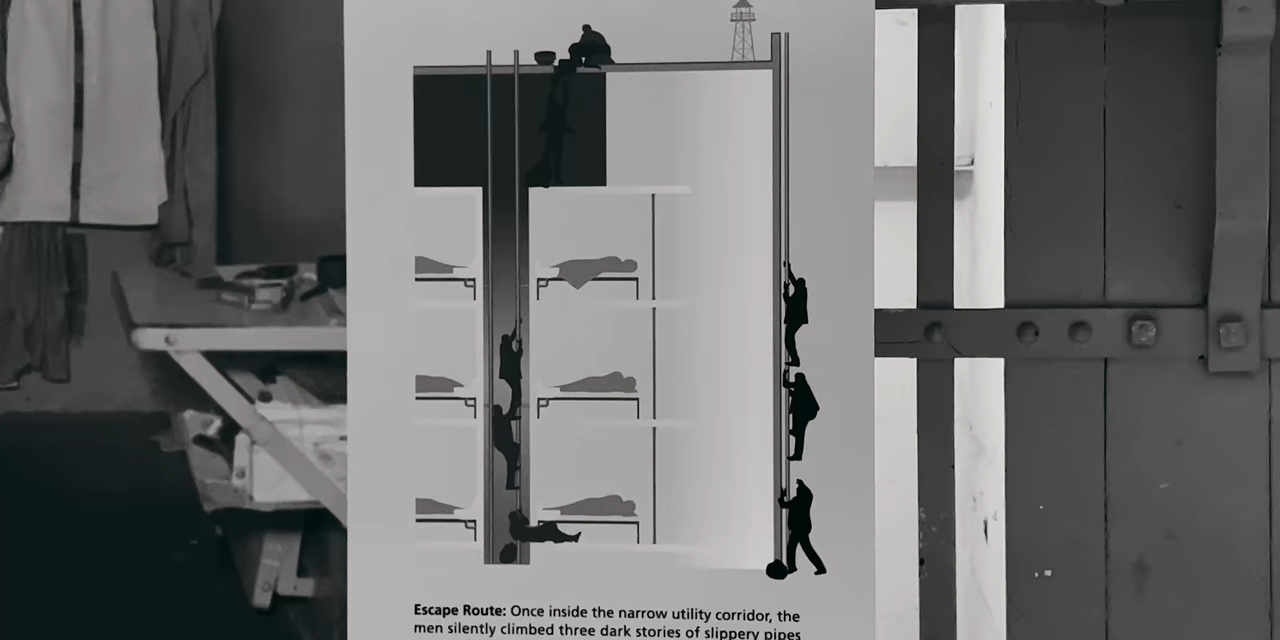 Escape Route: Once inside the narrow utility corridor, the
men silently climbed three dark stories of slippery pipes